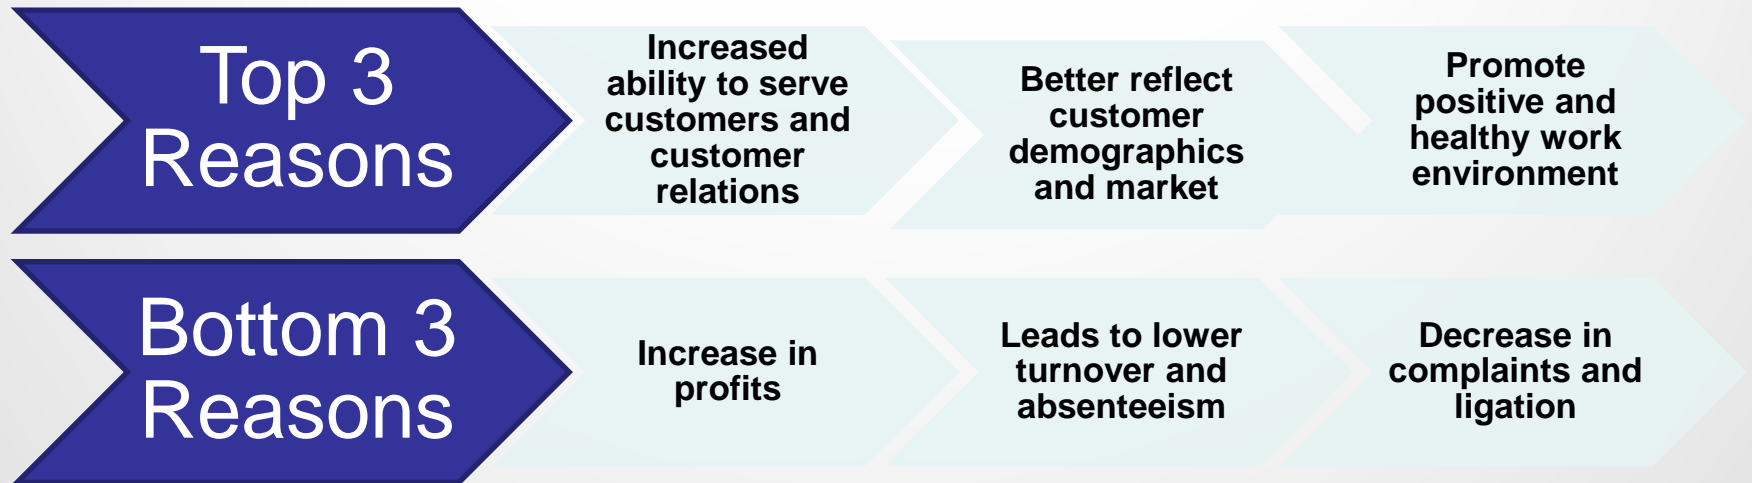 Top 3
Reasons
Increased
ability to serve
customers and
customer
relations
Better reflect
customer
demographics
and market
Promote
positive and
healthy work
environment
Bottom 3
Reasons
Increase in
profits
Leads to lower
turnover and
absenteeism
Decrease in
complaints and
ligation